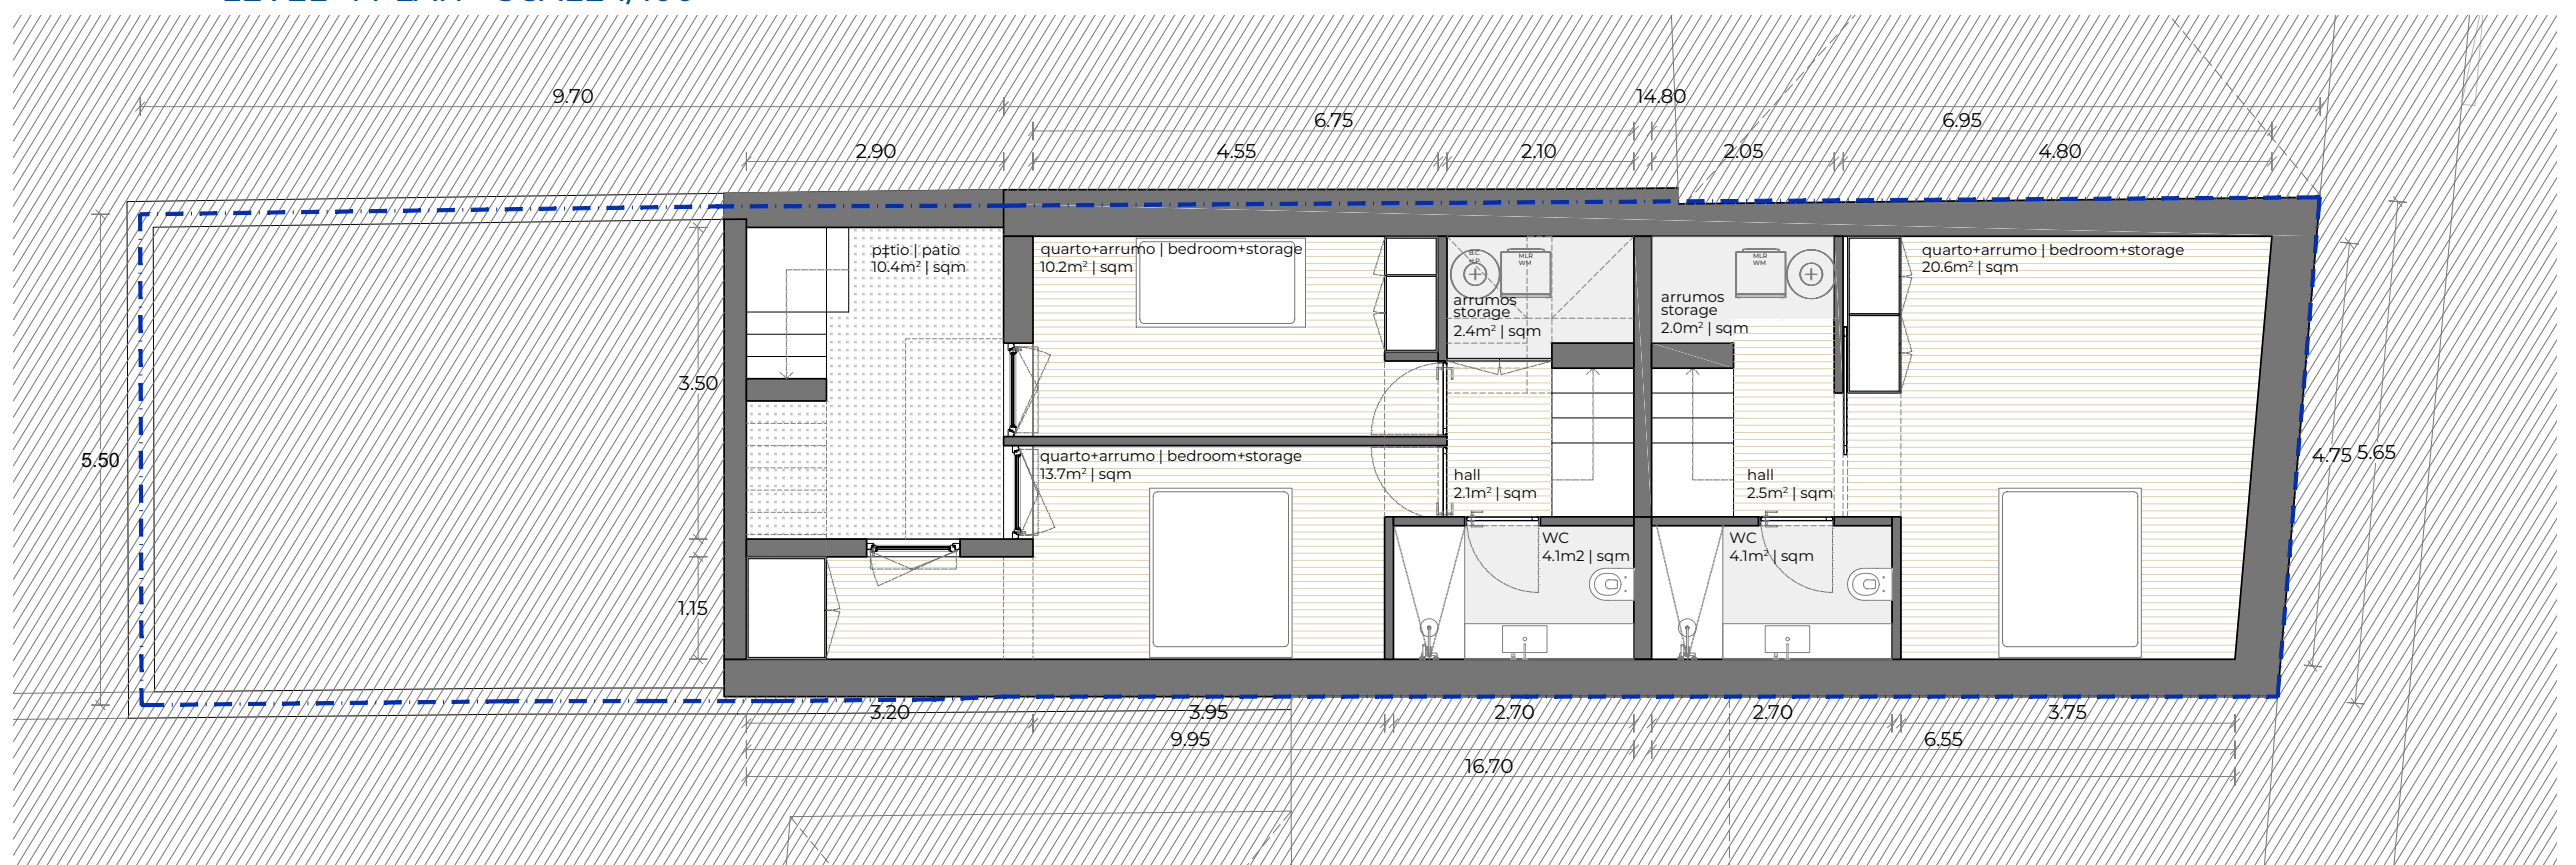 9.70
14.80
6.75
6.95
2.90
4.55
2.10
2.05
4.80
p‡tio | patio
10.4m² | sqm
quarto+arrumo | bedroom+storage
10.2m² | sqm
B.C.
MLR
WM
arrumos
storage
2.4m² | sqm
MLR
WM
arrumos
storage
2.0m² | sqm
quarto+arrumo | bedroom+storage
20.6m² | sqm
3.50
5.50
quarto+arrumo | bedroom+storage
13.7m² | sqm
hall
2.1m² | sqm
hall
2.5m² | sqm
4.75
5.65
WC
4.1m2 | sqm
WC
4.1m² | sqm
1.15
3.20
3.95
2.70
2.70
3.75
9.95
6.55
16.70